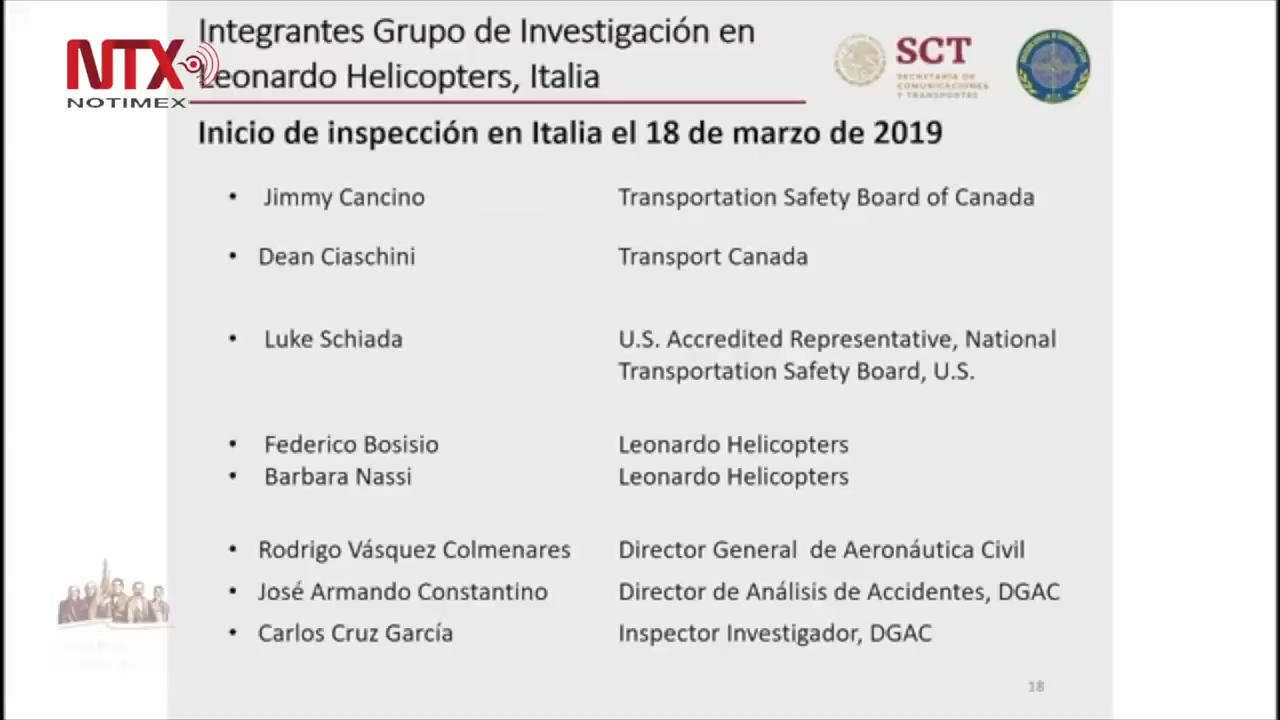 Integrantes Grupo de Investigación en
Leonardo Helicopters, Italia
NTX
NOTIMEX
SCT
SECRETARÍA DE
COMUNICACIONES
Y TRANSPORTES
Inicio de inspección en Italia el 18 de marzo de 2019
• Jimmy Cancino Transportation Safety Board of Canada
• Dean Ciaschini Transport Canada
• Luke Schiada U.S. Accredited Representative, National
Transportation Safety Board, U.S.
• Federico Bosisio Leonardo Helicopters
• Barbara Nassi Leonardo Helicopters
• Rodrigo Vásquez Colmenares Director General de Aeronáutica Civil
• José Armando Constantino Director de Análisis de Accidentes, DGAC
• Carlos Cruz García Inspector Investigador, DGAC
18